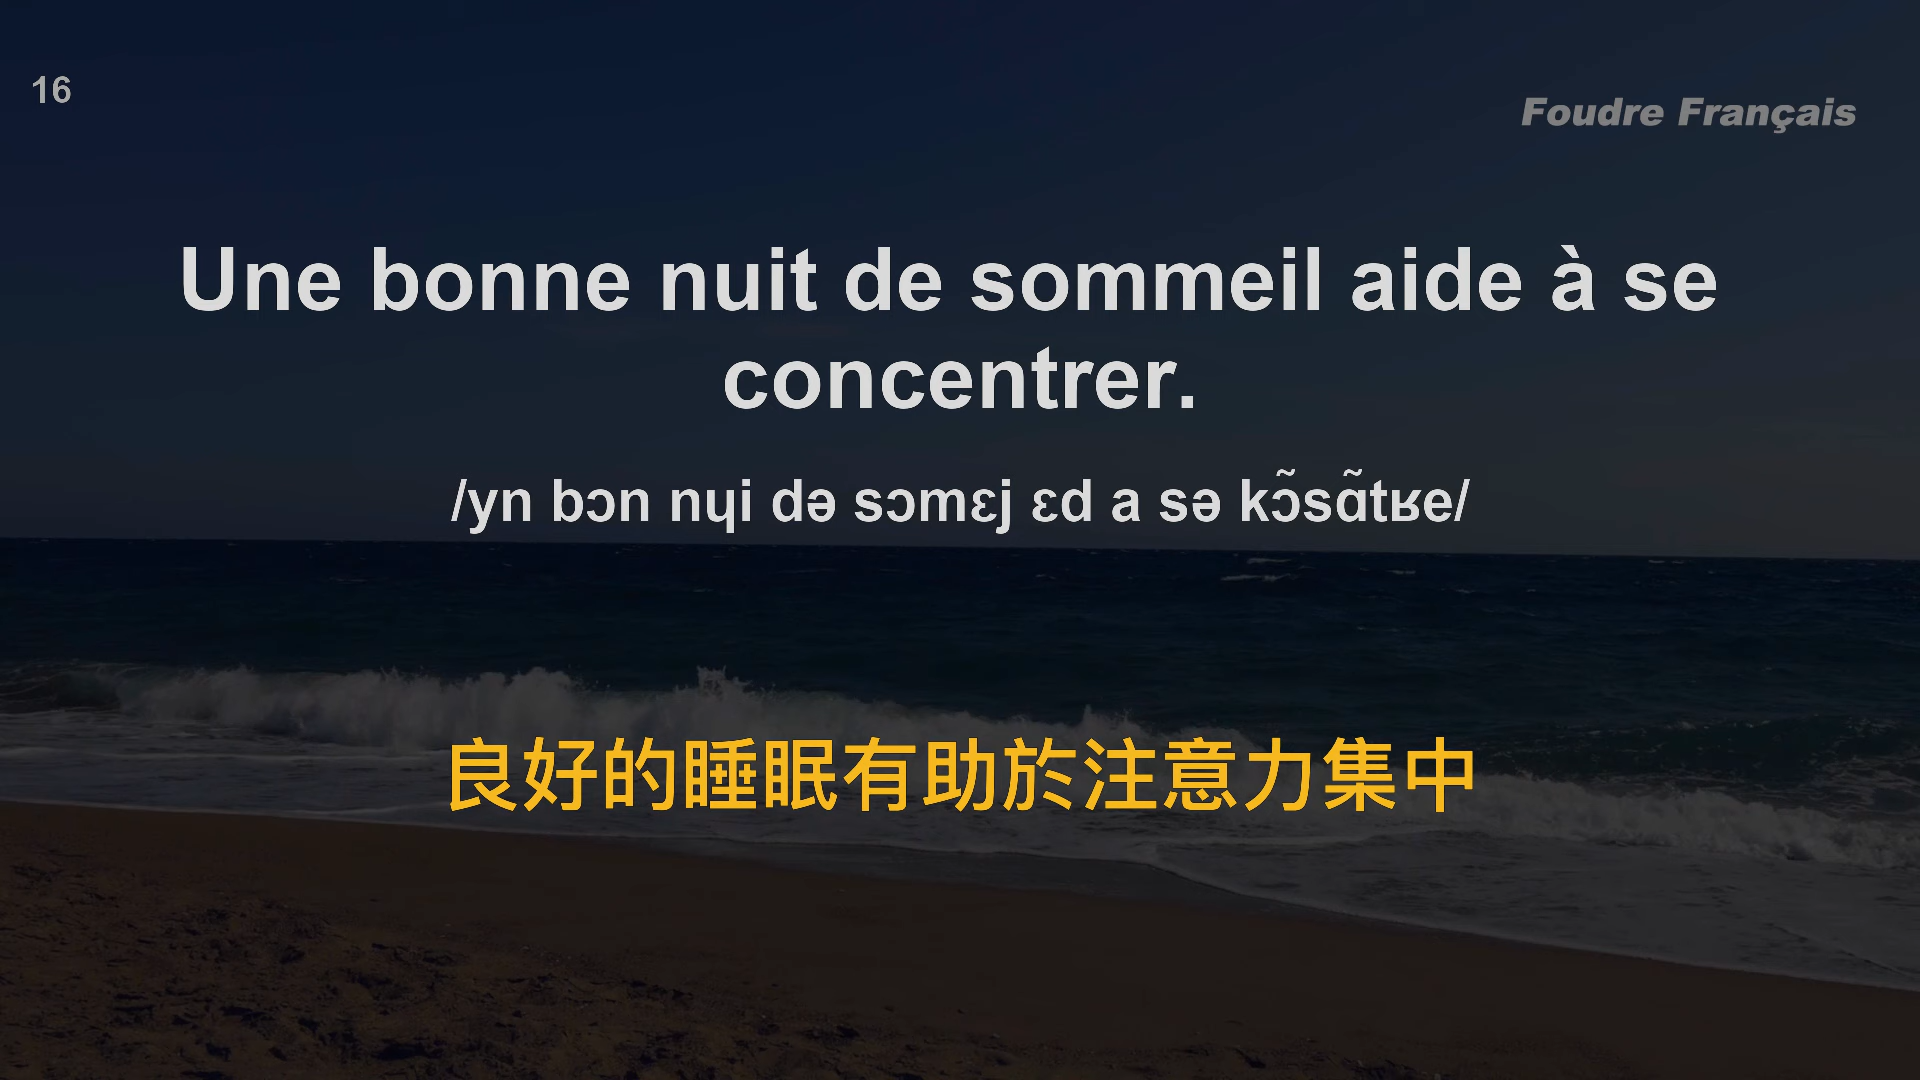 16
Foudre Français
Une bonne nuit de sommeil aide à se
concentrer.
/yn bɔn nɥi də sɔmɛj ɛd a sə kɔ̃sɑ̃tʁe/
良好的睡眠有助於注意力集中